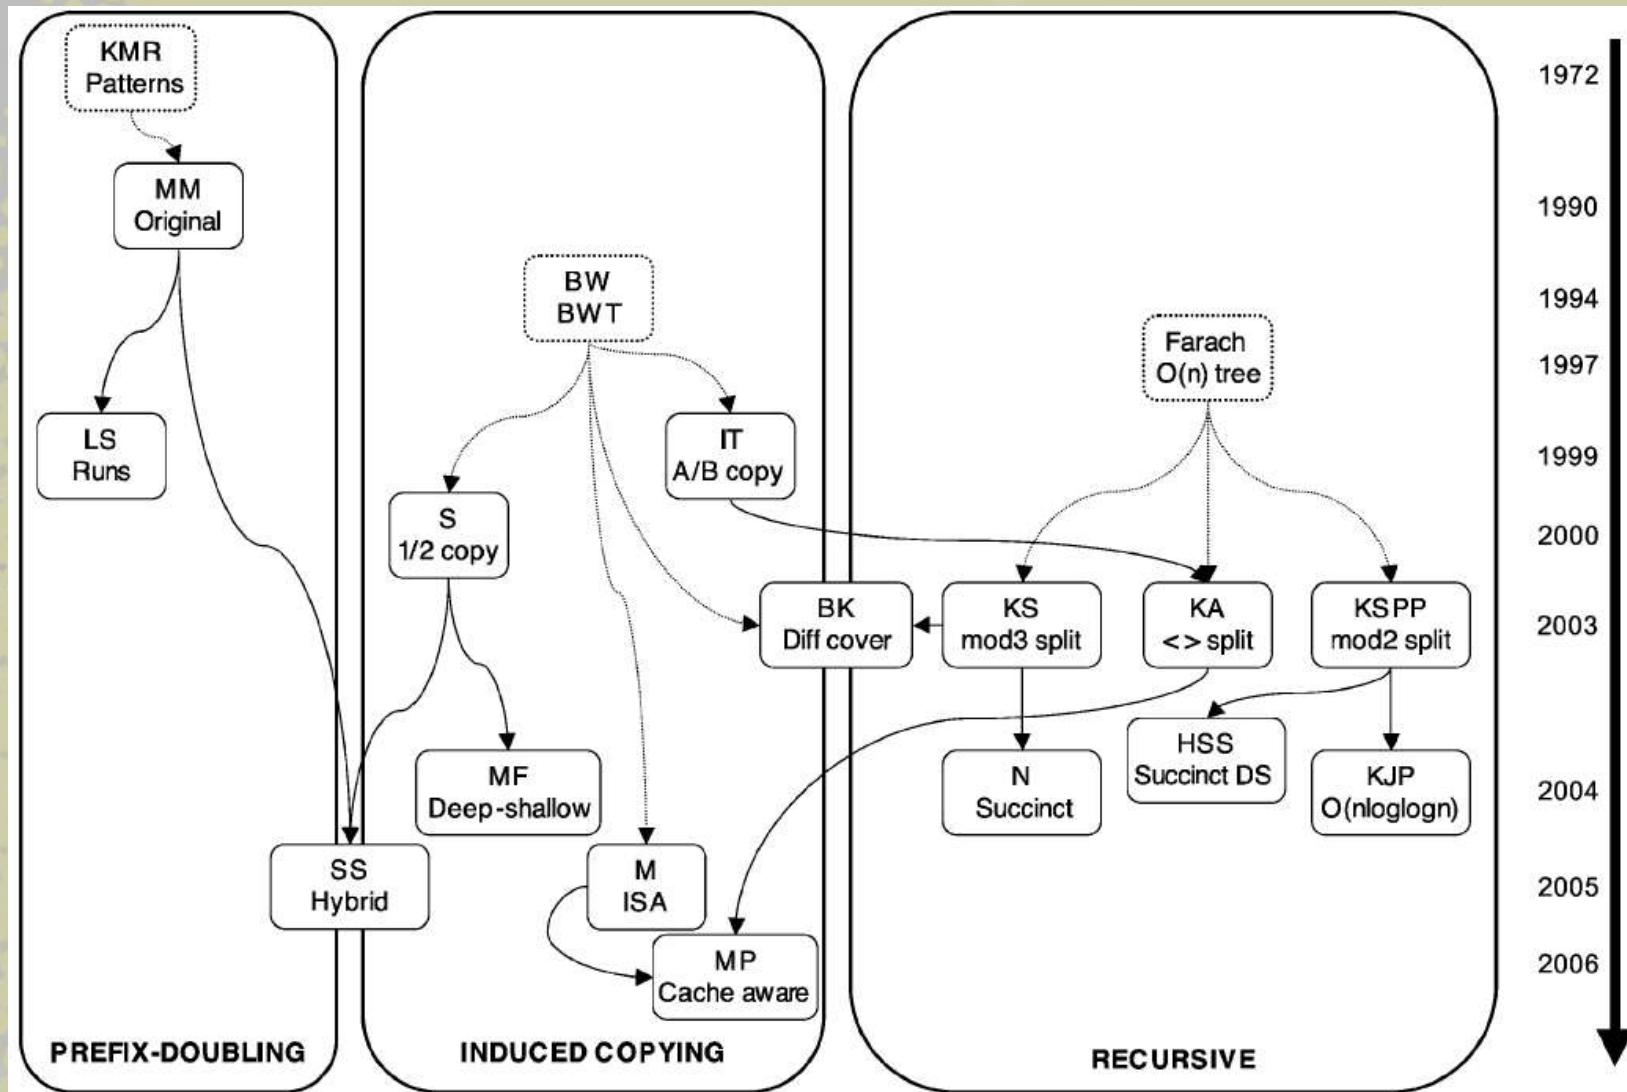 KMR
Patterns
MM
Original
LS
Runs
SS
Hybrid
PREFIX-DOUBLING
BW
BWT
IT
A/B copy
S
1/2 copy
BK
Diff cover
MF
Deep-shallow
M
ISA
MP
Cache aware
INDUCED COPYING
Farach
O(n) tree
KS
mod3 split
KA
<> split
KSPP
mod2 split
HSS
Succinct DS
N
Succinct
KJP
O(nloglogn)
RECURSIVE
1972
1990
1994
1997
1999
2000
2003
2004
2005
2006